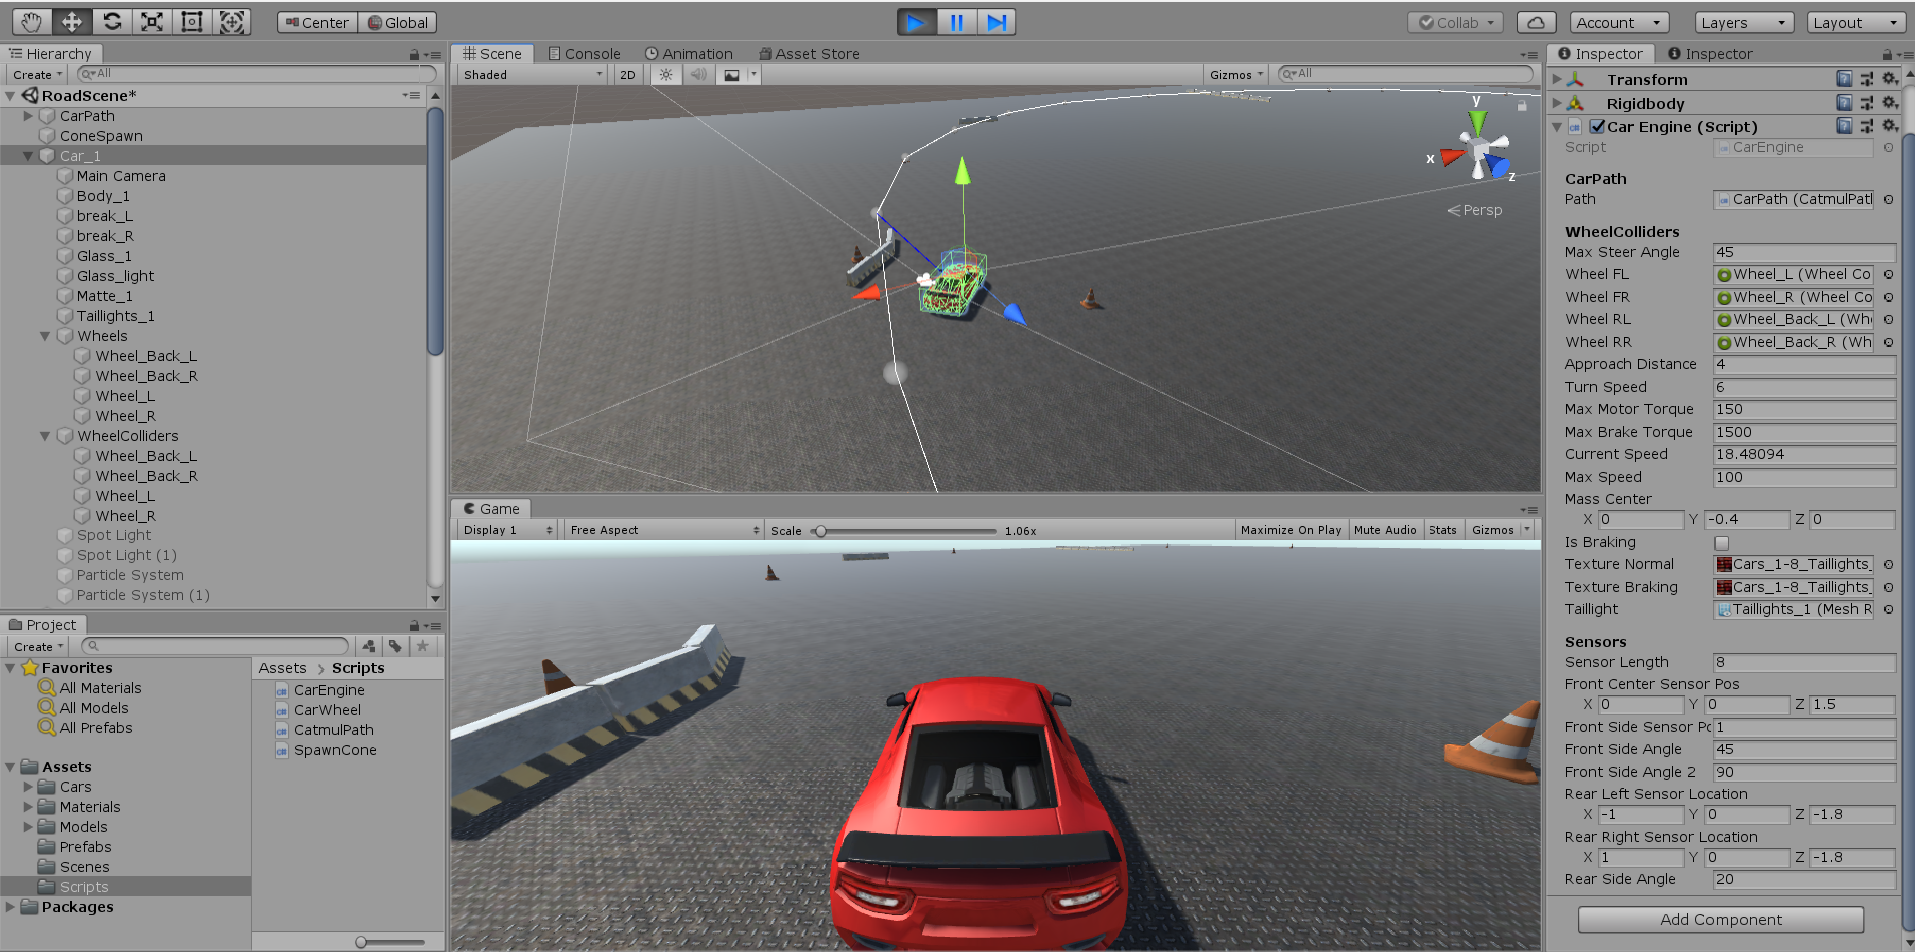 Center Global Collab Account Layers Layout
Hierarchy
Create All
RoadScene*
CarPath
ConeSpawn
Car_1
Main Camera
Body_1
break_L
break_R
Glass_1
Glass_light
Matte_1
Taillights_1
Wheels
Wheel_Back_L
Wheel_Back_R
Wheel_L
Wheel_R
WheelColliders
Wheel_Back_L
Wheel_Back_R
Wheel_L
Wheel_R
Spot Light
Spot Light (1)
Particle System
Particle System (1)
Project
Create
Favorites
All Materials
All Models
All Prefabs
Assets
Cars
Materials
Models
Prefabs
Scenes
Scripts
Packages
Assets > Scripts
CarEngine
CarWheel
CatmulPath
SpawnCone
Scene Console Animation Asset Store
Shaded 2D Gizmos All
y
x
z
Persp
Game
Display 1 Free Aspect Scale 1.06x Maximize On Play Mute Audio Stats Gizmos
Inspector Inspector
Transform
Rigidbody
Car Engine (Script)
Script CarEngine
CarPath
Path CarPath (CatmulPatl
WheelColliders
Max Steer Angle 45
Wheel FL Wheel_L (Wheel Co
Wheel FR Wheel_R (Wheel Co
Wheel RL Wheel_Back_L (Whe
Wheel RR Wheel_Back_R (Wh
Approach Distance 4
Turn Speed 6
Max Motor Torque 150
Max Brake Torque 1500
Current Speed 18.48094
Max Speed 100
Mass Center
X 0 Y -0.4 Z 0
Is Braking
Texture Normal Cars_1-8_Taillights_
Texture Braking Cars_1-8_Taillights_
Taillight Taillights_1 (Mesh R
Sensors
Sensor Length 8
Front Center Sensor Pos
X 0 Y 0 Z 1.5
Front Side Sensor Pc 1
Front Side Angle 45
Front Side Angle 2 90
Rear Left Sensor Location
X -1 Y 0 Z -1.8
Rear Right Sensor Location
X 1 Y 0 Z -1.8
Rear Side Angle 20
Add Component